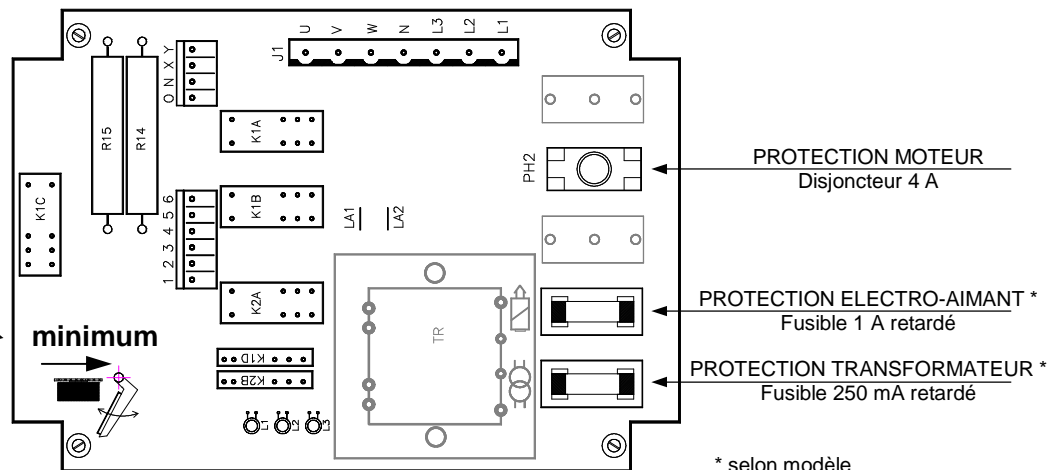 U V W N L3 L2 L1
J1
O N X Y
R15
R14
K1A
K1C
K1B
1 2 3 4 5 6
LA1
LA2
K2A
PH2
TR
K1D
K2B
L1
L2
L3
minimum
PROTECTION MOTEUR
Disjoncteur 4 A
PROTECTION ELECTRO-AIMANT *
Fusible 1 A retardé
PROTECTION TRANSFORMATEUR *
Fusible 250 mA retardé
* selon modèle